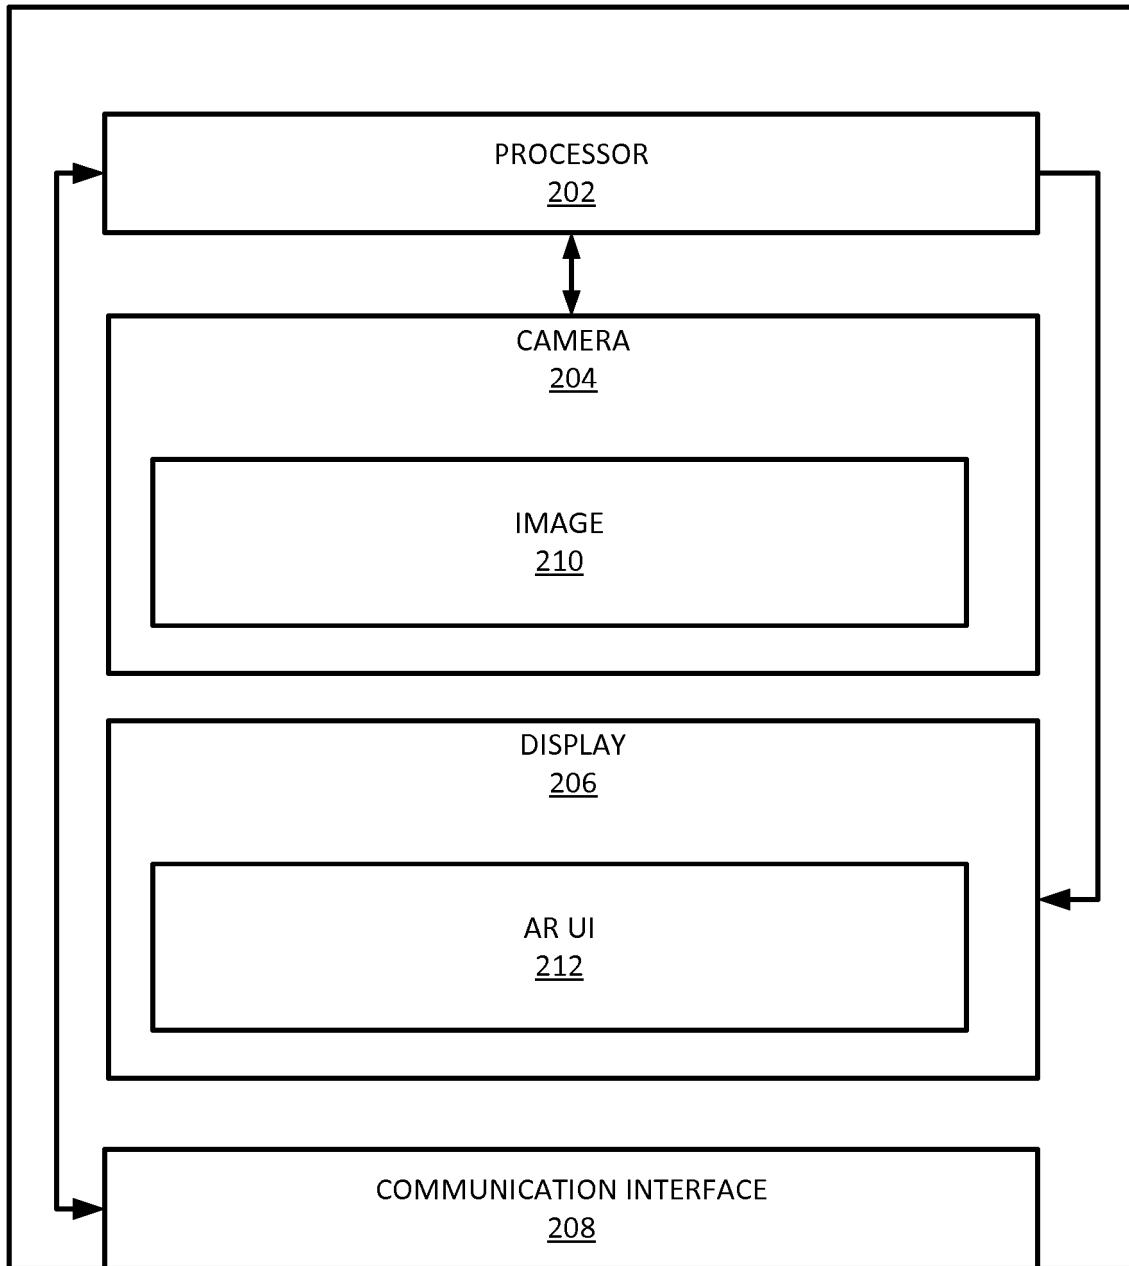 PROCESSOR
202
CAMERA
204
IMAGE
210
DISPLAY
206
AR UI
212
COMMUNICATION INTERFACE
208